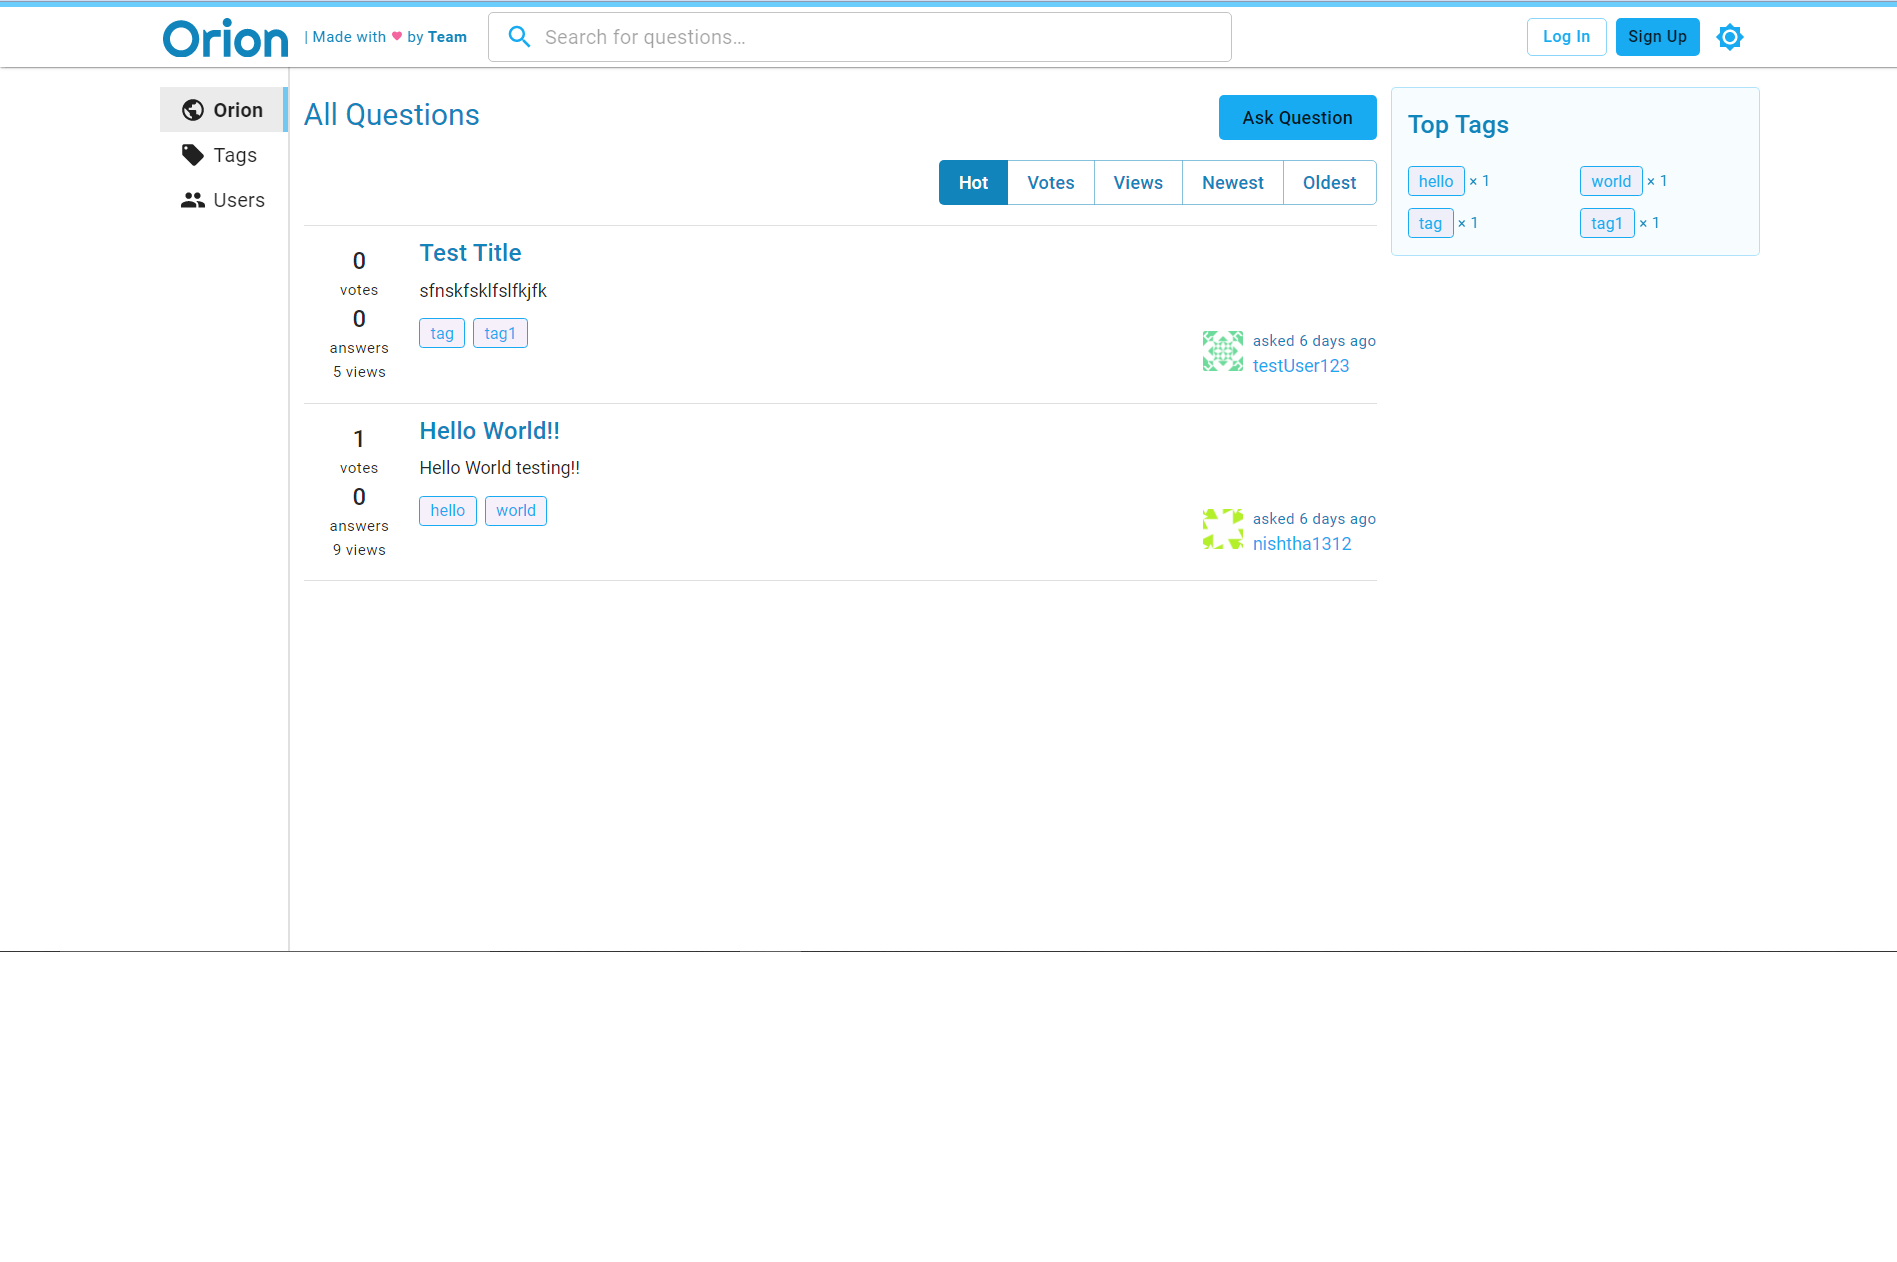 Orion | Made with ♥ by Team
Search for questions…
Log In
Sign Up
Orion
Tags
Users
All Questions
Ask Question
Hot
Votes
Views
Newest
Oldest
0
votes
0
answers
5 views
Test Title
sfnskfsklfslfkjfk
tag tag1
asked 6 days ago
testUser123
1
votes
0
answers
9 views
Hello World!!
Hello World testing!!
hello world
asked 6 days ago
nishtha1312
Top Tags
hello × 1
world × 1
tag × 1
tag1 × 1